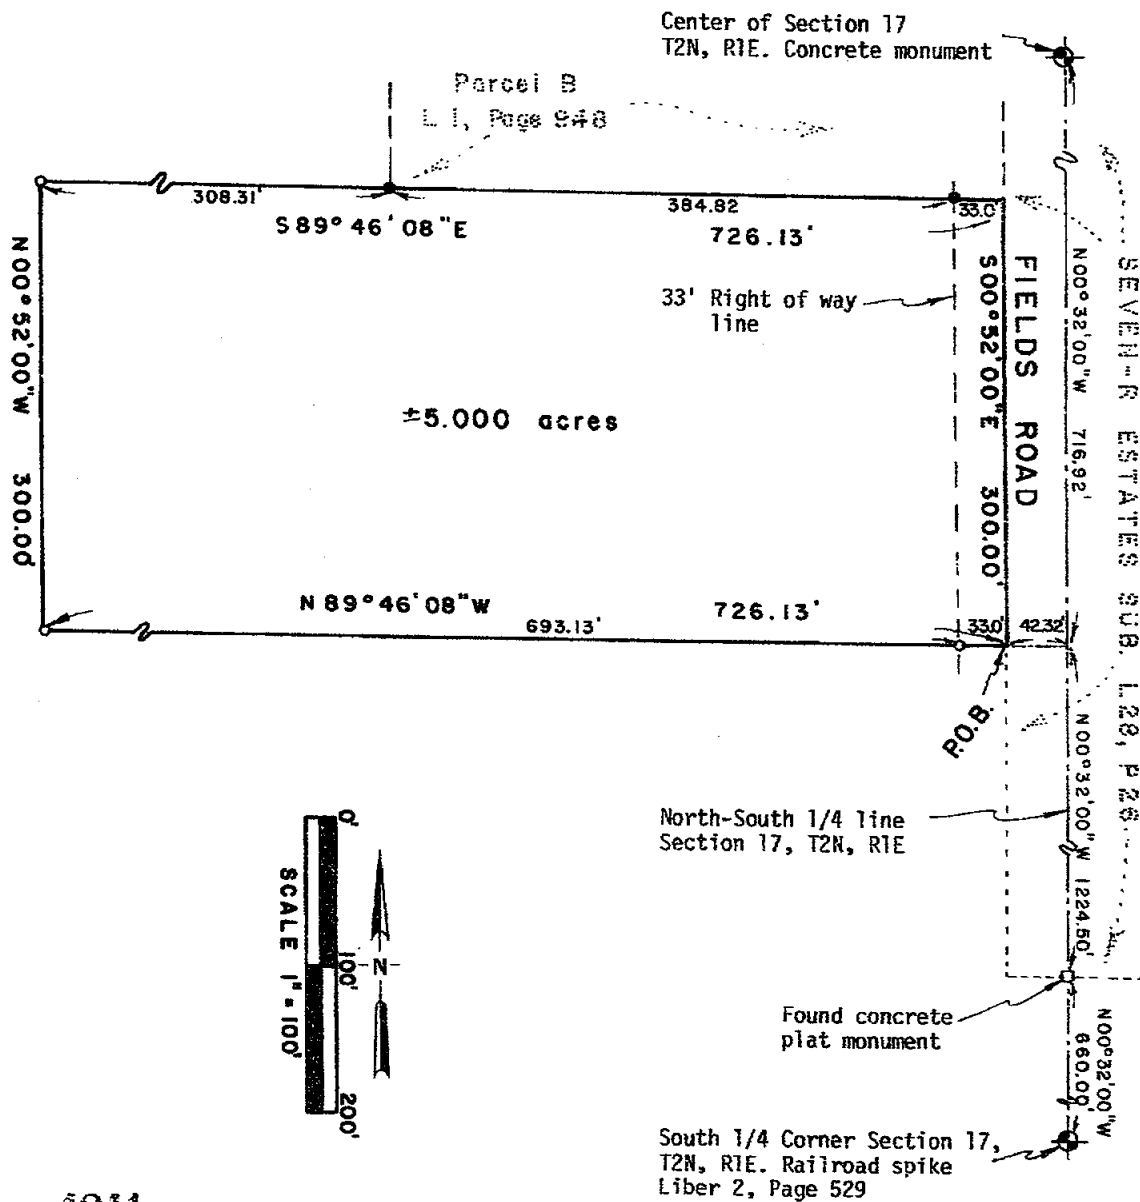 Center of Section 17
T2N, R1E. Concrete monument
Parcel B
L 1, Page 948
308.31'
384.82
33.0'
S 89° 46' 08" E
726.13'
33' Right of way
line
±5.000 acres
N 00° 52' 00" W 300.00'
S 00° 52' 00" E 300.00'
FIELDS ROAD
N 00° 32' 00" W 716.92'
SEVEN-R ESTATES SUB. L28, P 26
N 89° 46' 08" W
726.13'
693.13'
33.0'
42.32'
P.O.B.
N 00° 32' 00" W 1224.50'
North-South 1/4 line
Section 17, T2N, R1E
SCALE 1" = 100'
0'
100'
200'
N
Found concrete
plat monument
N 00° 32' 00" W
660.00'
South 1/4 Corner Section 17,
T2N, R1E. Railroad spike
Liber 2, Page 529